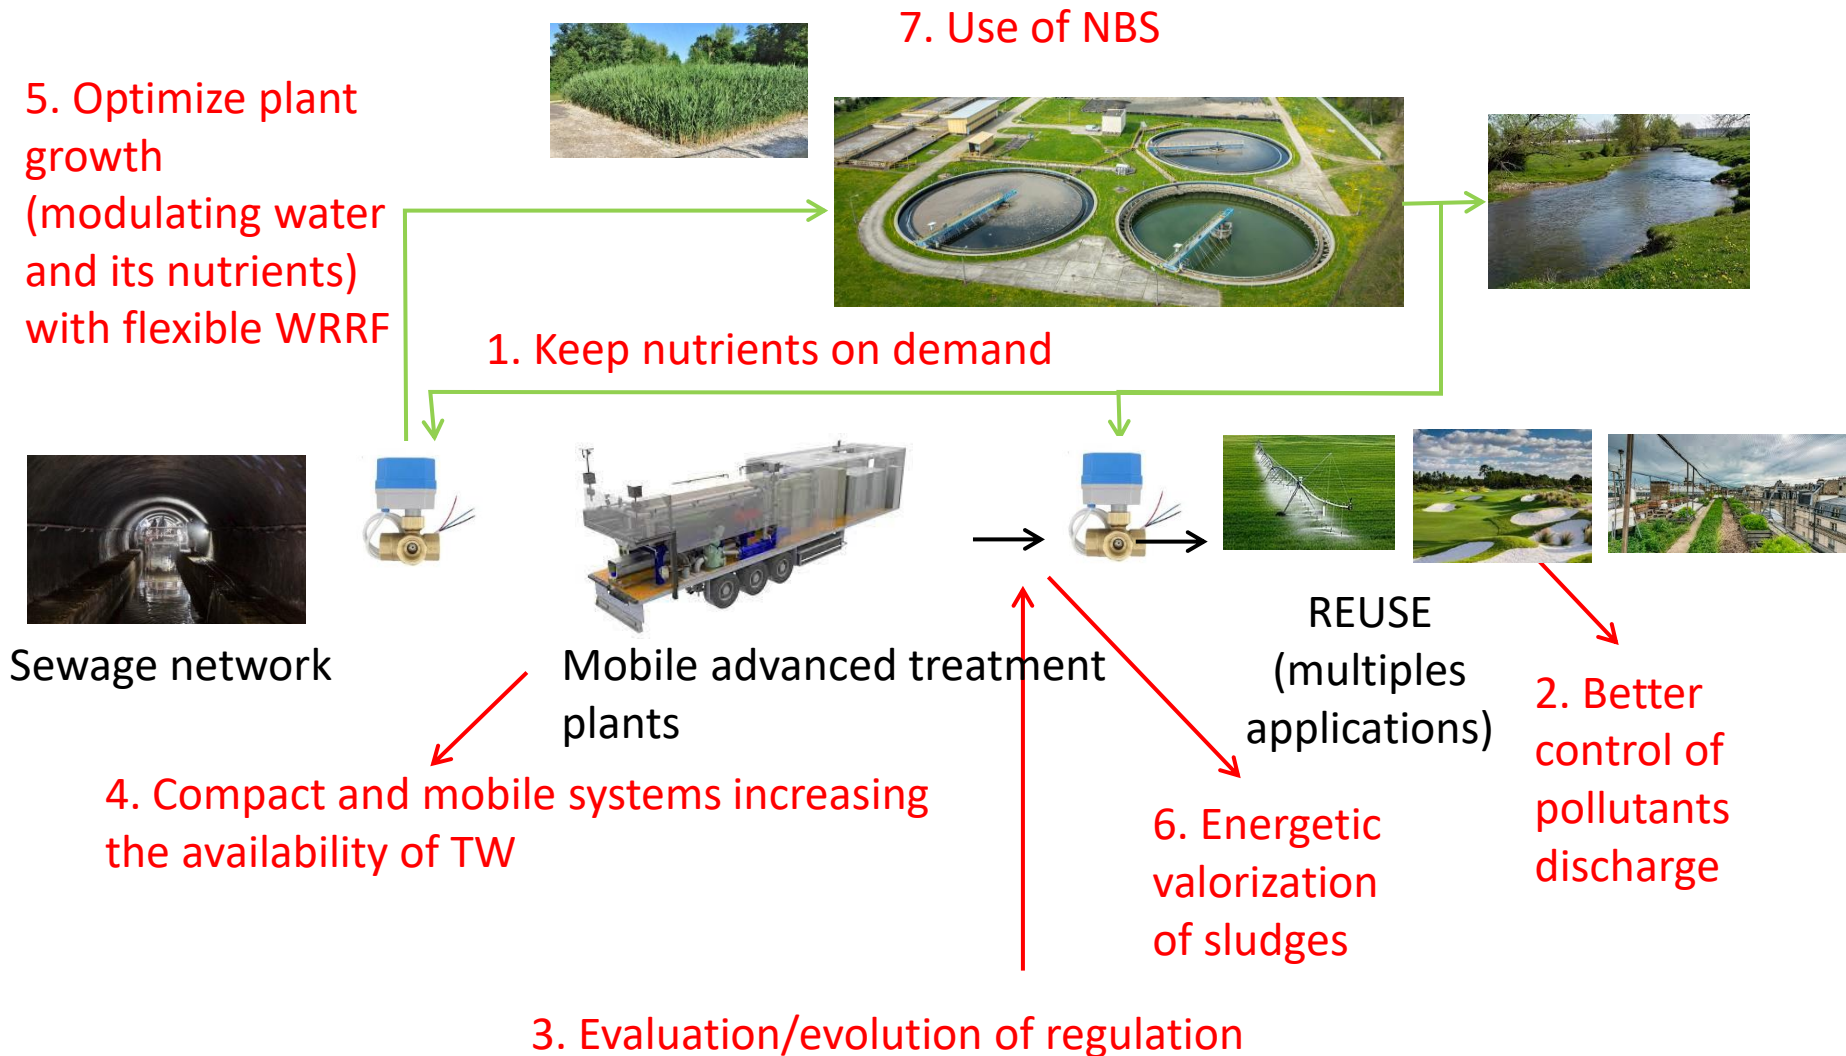 7. Use of NBS
5. Optimize plant
growth
(modulating water
and its nutrients)
with flexible WRRF
1. Keep nutrients on demand
Sewage network
Mobile advanced treatment
plants
REUSE
(multiples
applications)
2. Better
control of
pollutants
discharge
4. Compact and mobile systems increasing
the availability of TW
6. Energetic
valorization
of sludges
3. Evaluation/evolution of regulation